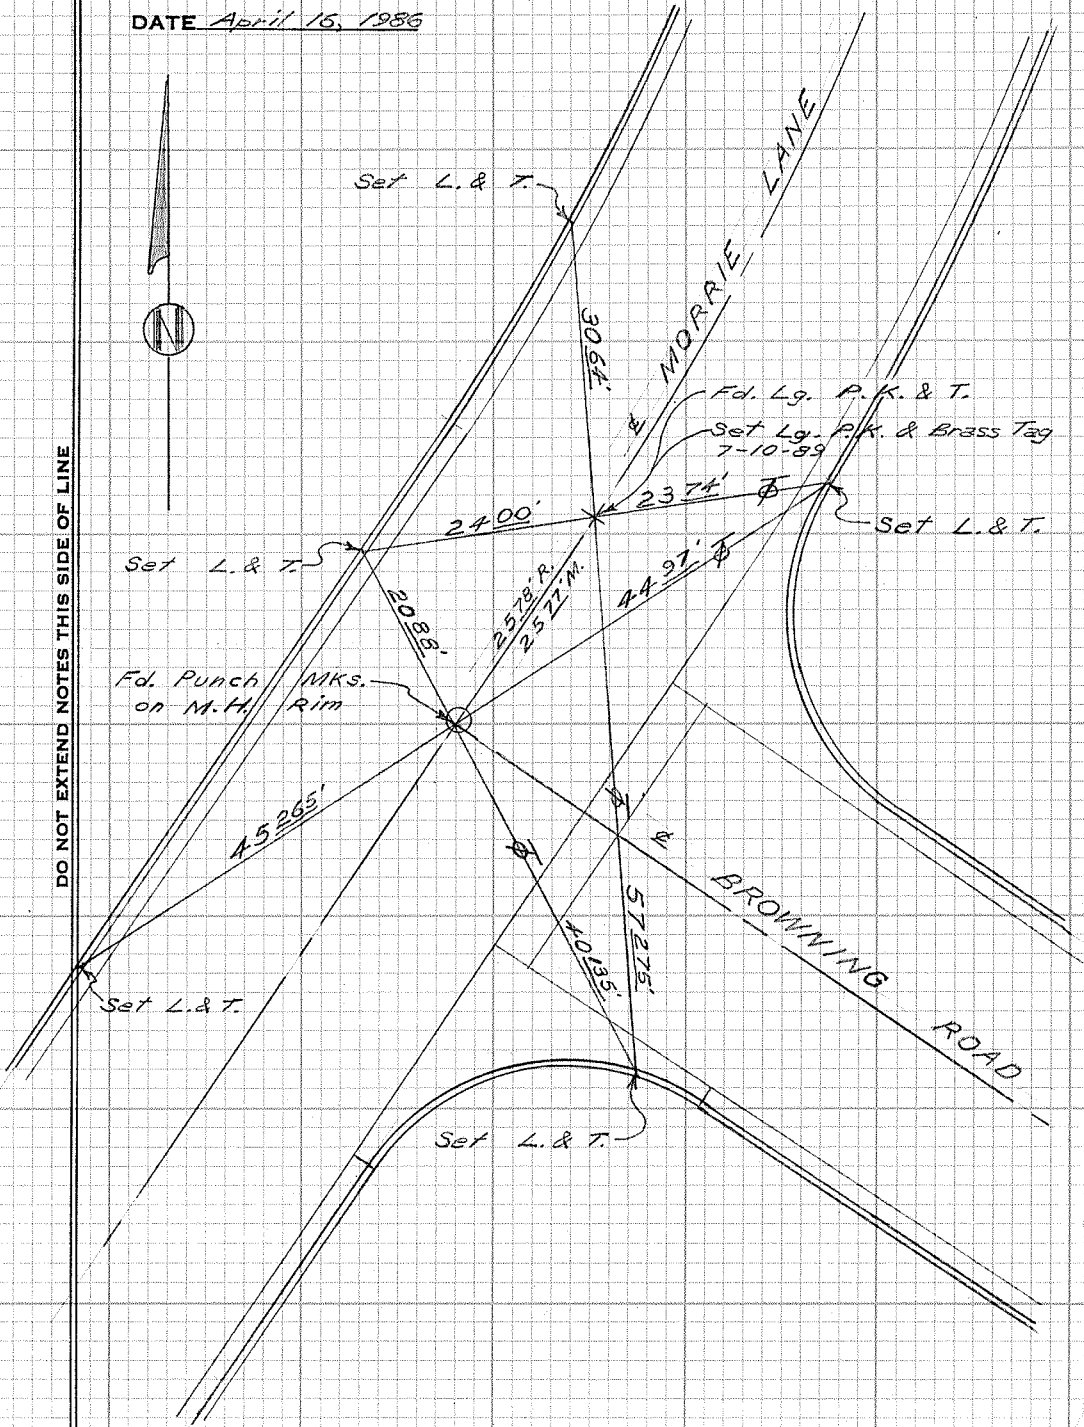 DATE April 16, 1986
LANE
Set L. & T.
N
MORRIE
30.64'
Fd. Lg. P.K. & T.
Set Lg. P.K. & Brass Tag
7-10-89
23.74'
24.00'
Set L. & T.
Set L. & T.
44.97'
25.78' R.
25.77' M.
20.88'
Fd. Punch Mks.
on M.H. Rim
DO NOT EXTEND NOTES THIS SIDE OF LINE
45.265'
BROWNING
57.275'
40.135'
Set L. & T.
ROAD
Set L. & T.